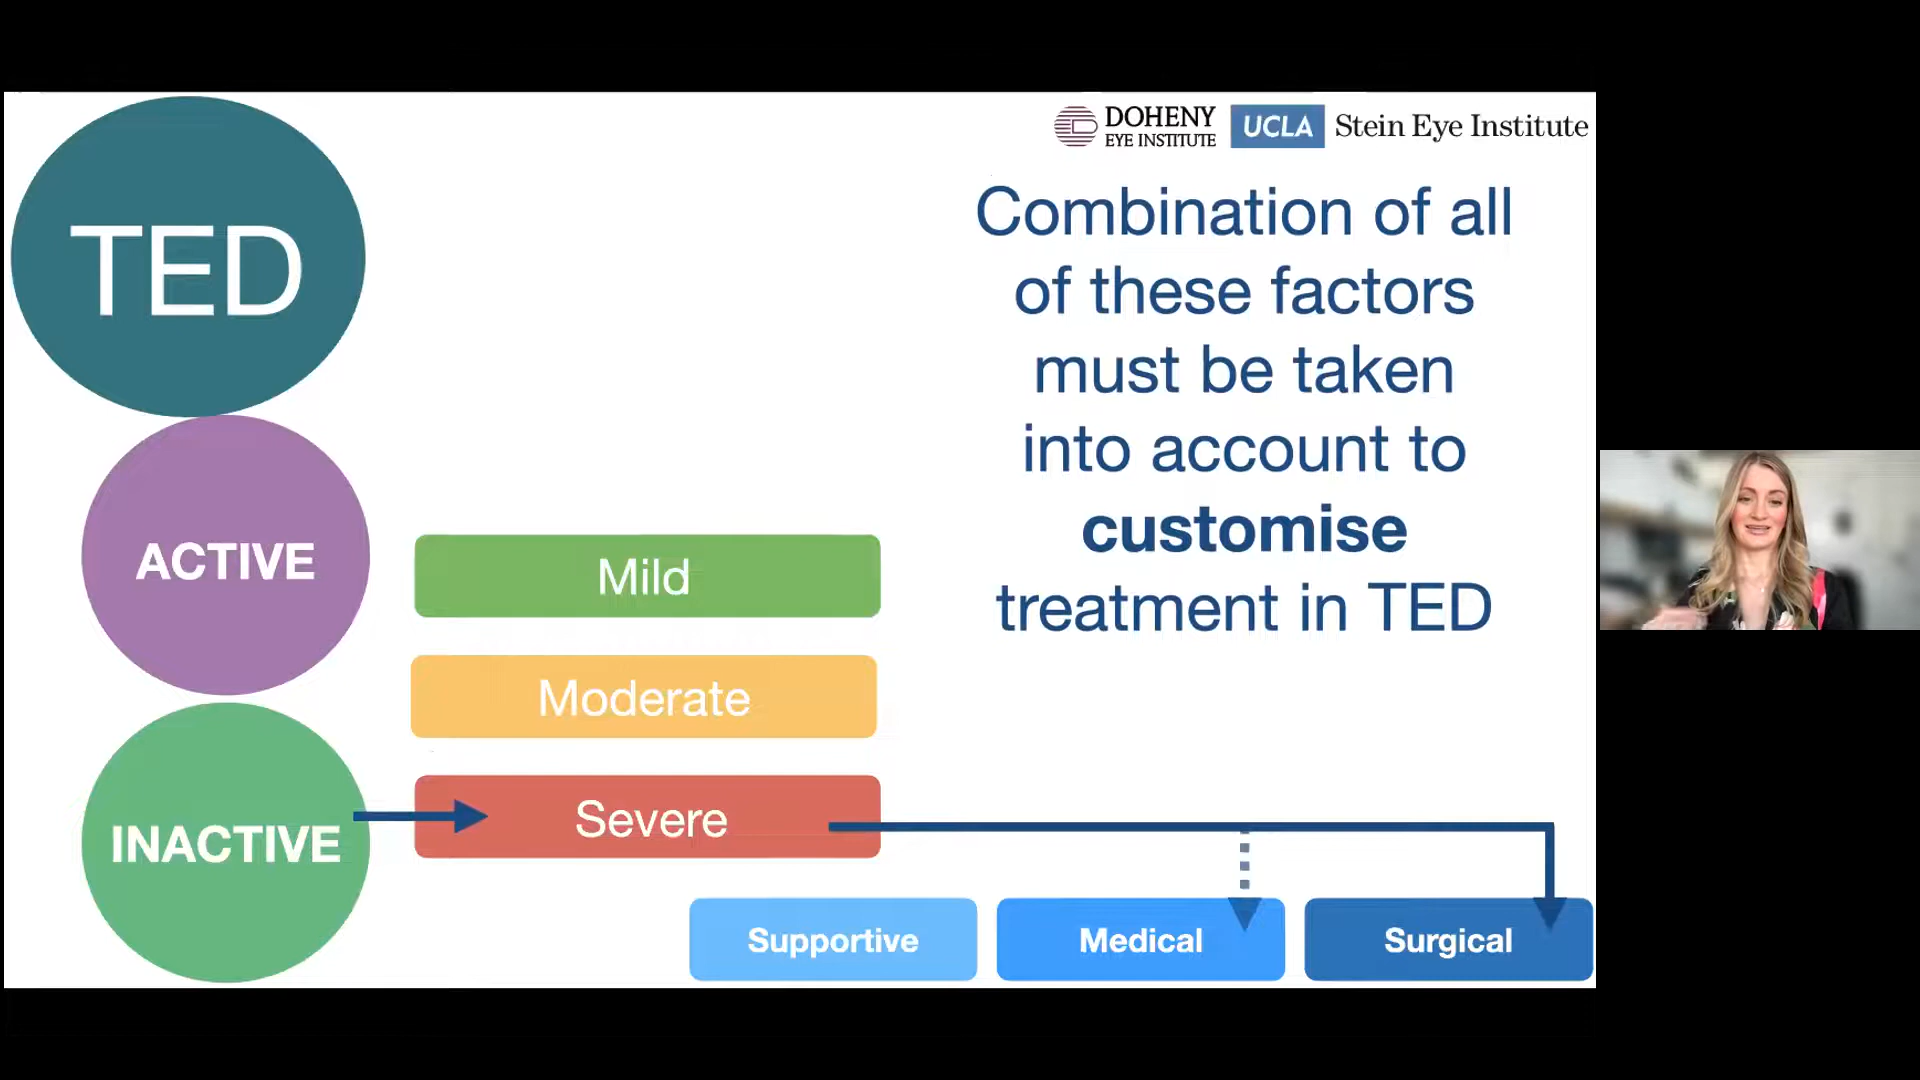 DOHENY
EYE INSTITUTE
UCLA
Stein Eye Institute
TED
Combination of all
of these factors
must be taken
into account to
customise
treatment in TED
ACTIVE
Mild
Moderate
INACTIVE
Severe
Supportive
Medical
Surgical